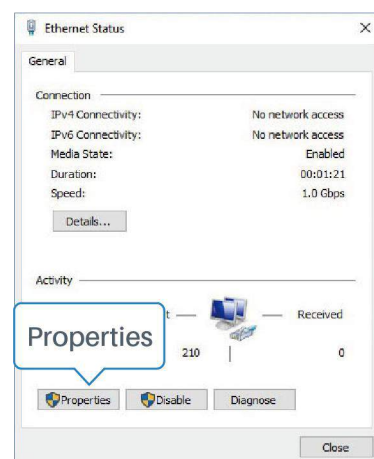 Ethernet Status
General
Connection
IPv4 Connectivity: No network access
IPv6 Connectivity: No network access
Media State: Enabled
Duration: 00:01:21
Speed: 1.0 Gbps
Details...
Activity
Received
Properties
210 0
Properties Disable Diagnose
Close